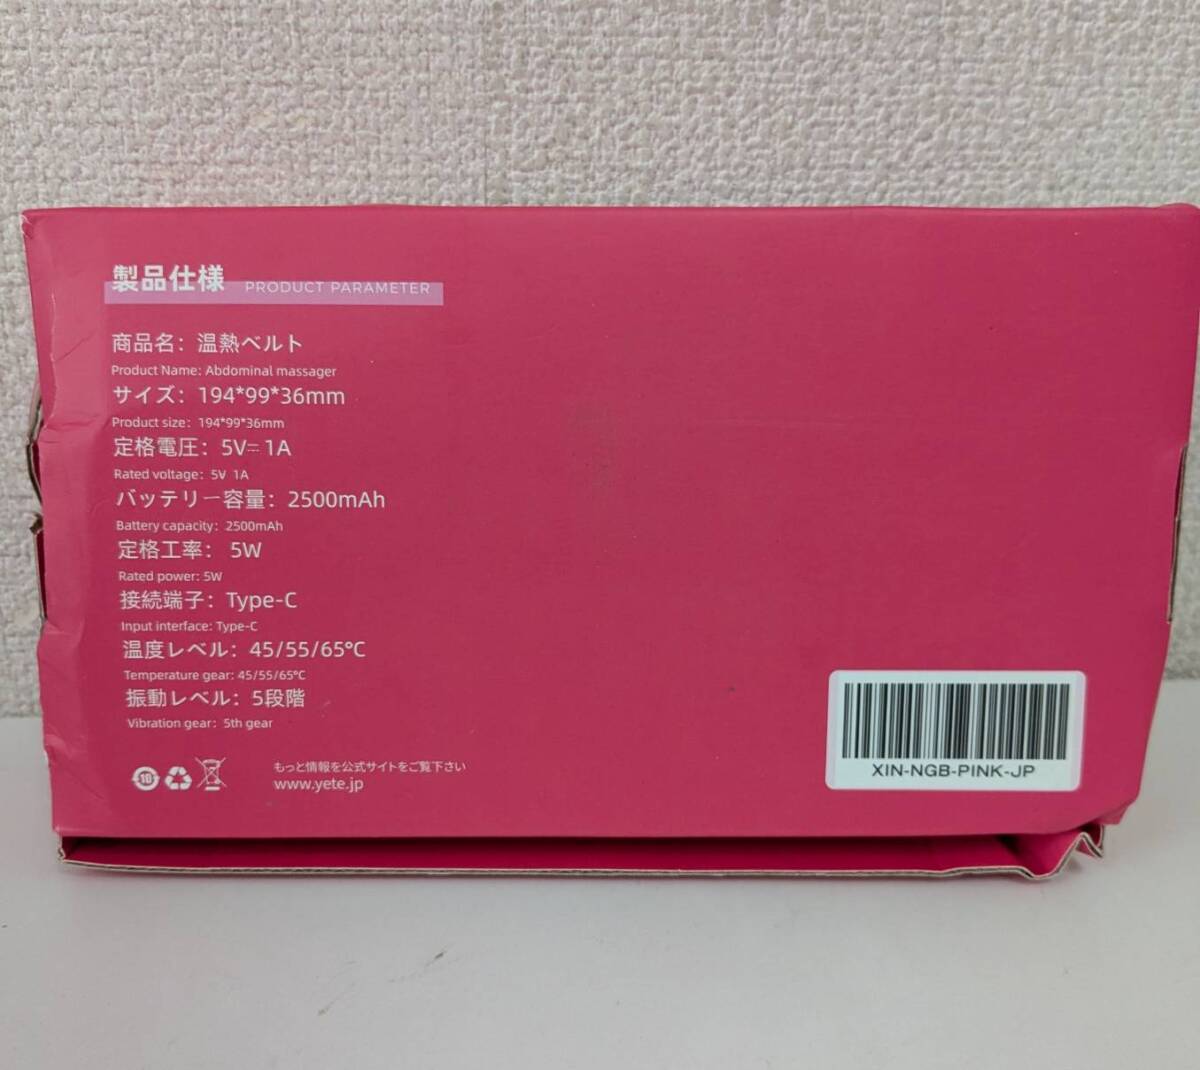 製品仕様 PRODUCT PARAMETER
商品名：温熱ベルト
Product Name: Abdominal massager
サイズ：194*99*36mm
Product size：194*99*36mm
定格電圧：5V⎓1A
Rated voltage：5V 1A
バッテリー容量：2500mAh
Battery capacity：2500mAh
定格工率： 5W
Rated power: 5W
接続端子：Type-C
Input interface: Type-C
温度レベル：45/55/65℃
Temperature gear: 45/55/65℃
振動レベル：5段階
Vibration gear：5th gear
10
もっと情報を公式サイトをご覧下さい
www.yete.jp
XIN-NGB-PINK-JP